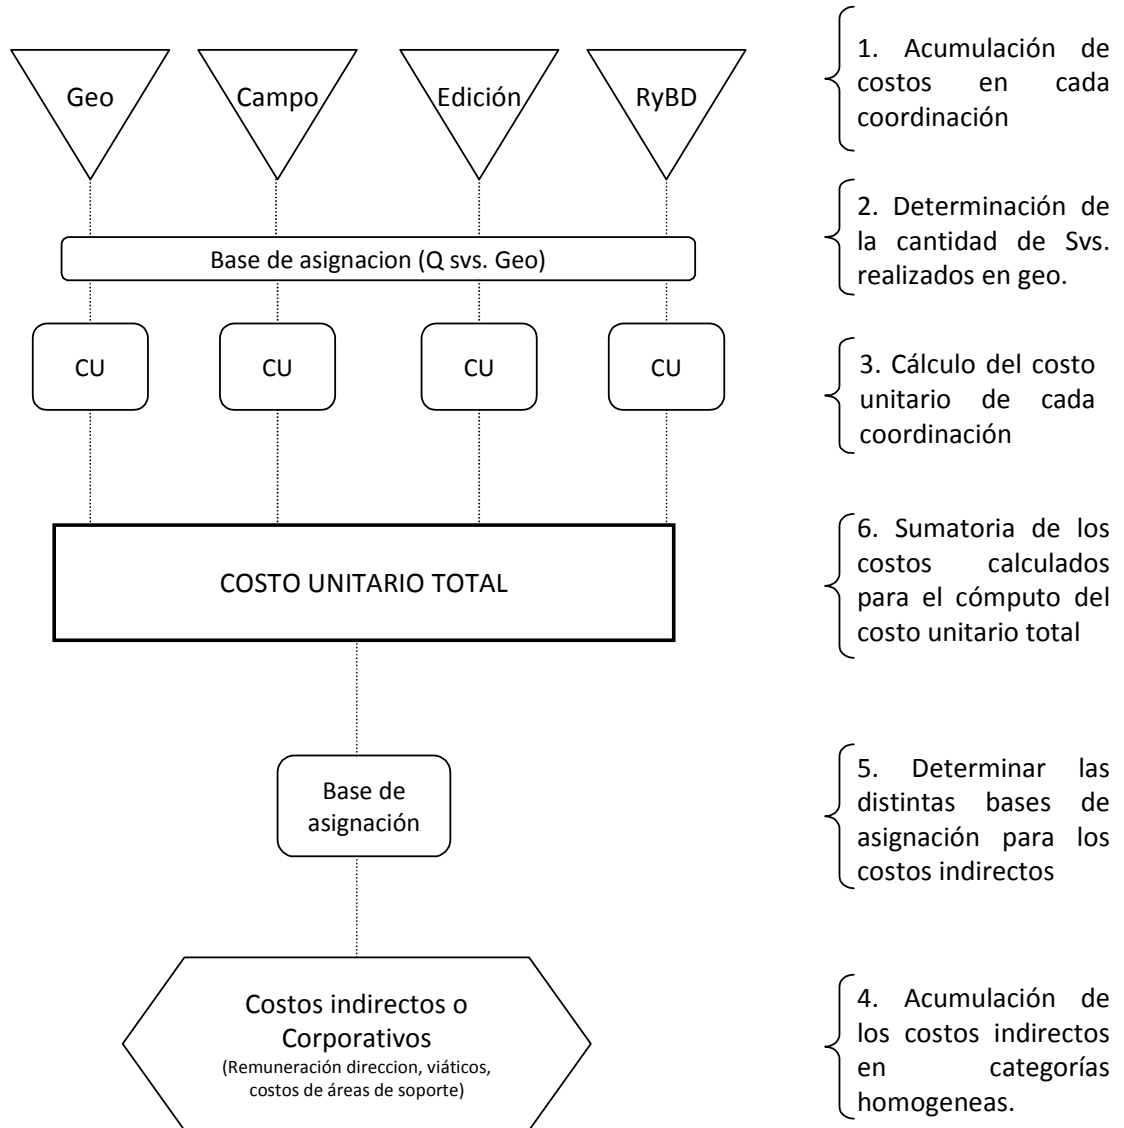 Geo
Campo
Edición
RyBD
1. Acumulación de
costos en cada
coordinación
Base de asignacion (Q svs. Geo)
2. Determinación de
la cantidad de Svs.
realizados en geo.
CU
CU
CU
CU
3. Cálculo del costo
unitario de cada
coordinación
COSTO UNITARIO TOTAL
6. Sumatoria de los
costos calculados
para el cómputo del
costo unitario total
Base de
asignación
5. Determinar las
distintas bases de
asignación para los
costos indirectos
Costos indirectos o
Corporativos
(Remuneración direccion, viáticos,
costos de áreas de soporte)
4. Acumulación de
los costos indirectos
en categorías
homogeneas.